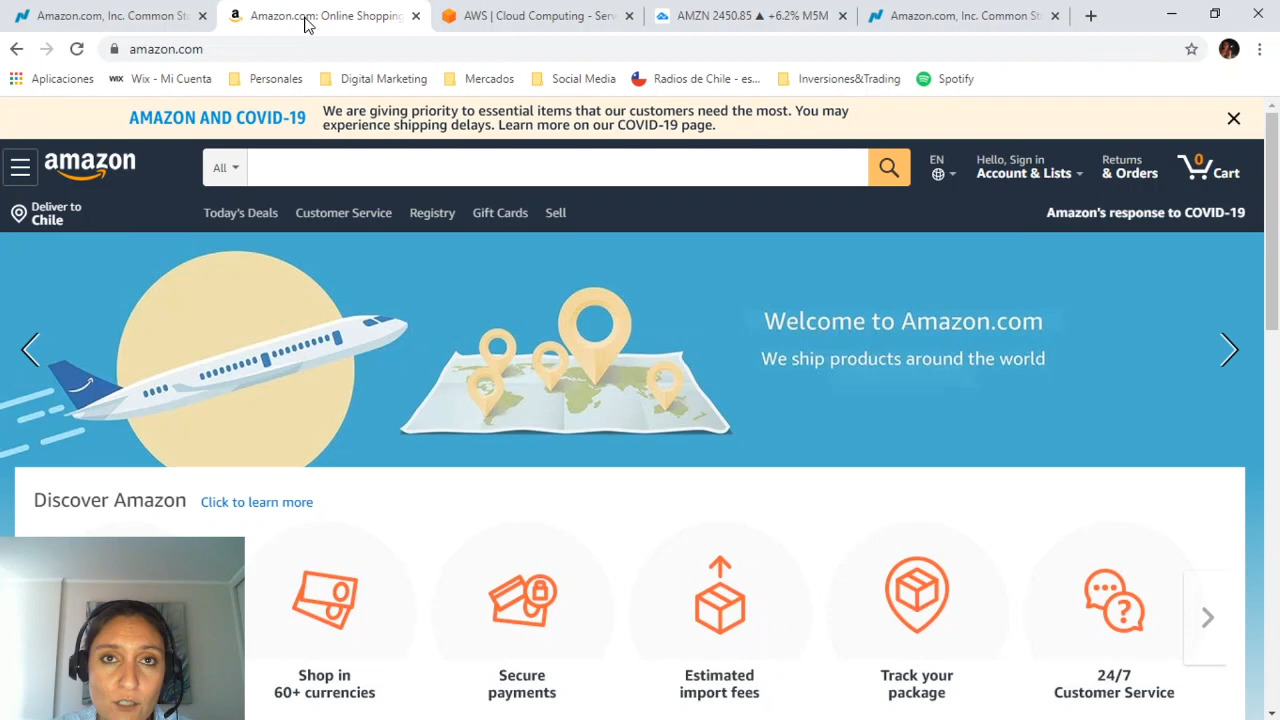 Amazon.com, Inc. Common St
Amazon.com: Online Shopping
AWS | Cloud Computing - Serv
AMZN 2450.85 ▲ +6.2% M5M
Amazon.com, Inc. Common St
amazon.com
Aplicaciones
Wix - Mi Cuenta
Personales
Digital Marketing
Mercados
Social Media
Radios de Chile - es...
Inversiones&Trading
Spotify
AMAZON AND COVID-19
We are giving priority to essential items that our customers need the most. You may
experience shipping delays. Learn more on our COVID-19 page.
amazon
All
EN
Hello, Sign in
Account & Lists
Returns
& Orders
0
Cart
Deliver to
Chile
Today's Deals
Customer Service
Registry
Gift Cards
Sell
Amazon's response to COVID-19
Welcome to Amazon.com
We ship products around the world
Discover Amazon
Click to learn more
Shop in
60+ currencies
Secure
payments
Estimated
import fees
Track your
package
24/7
Customer Service